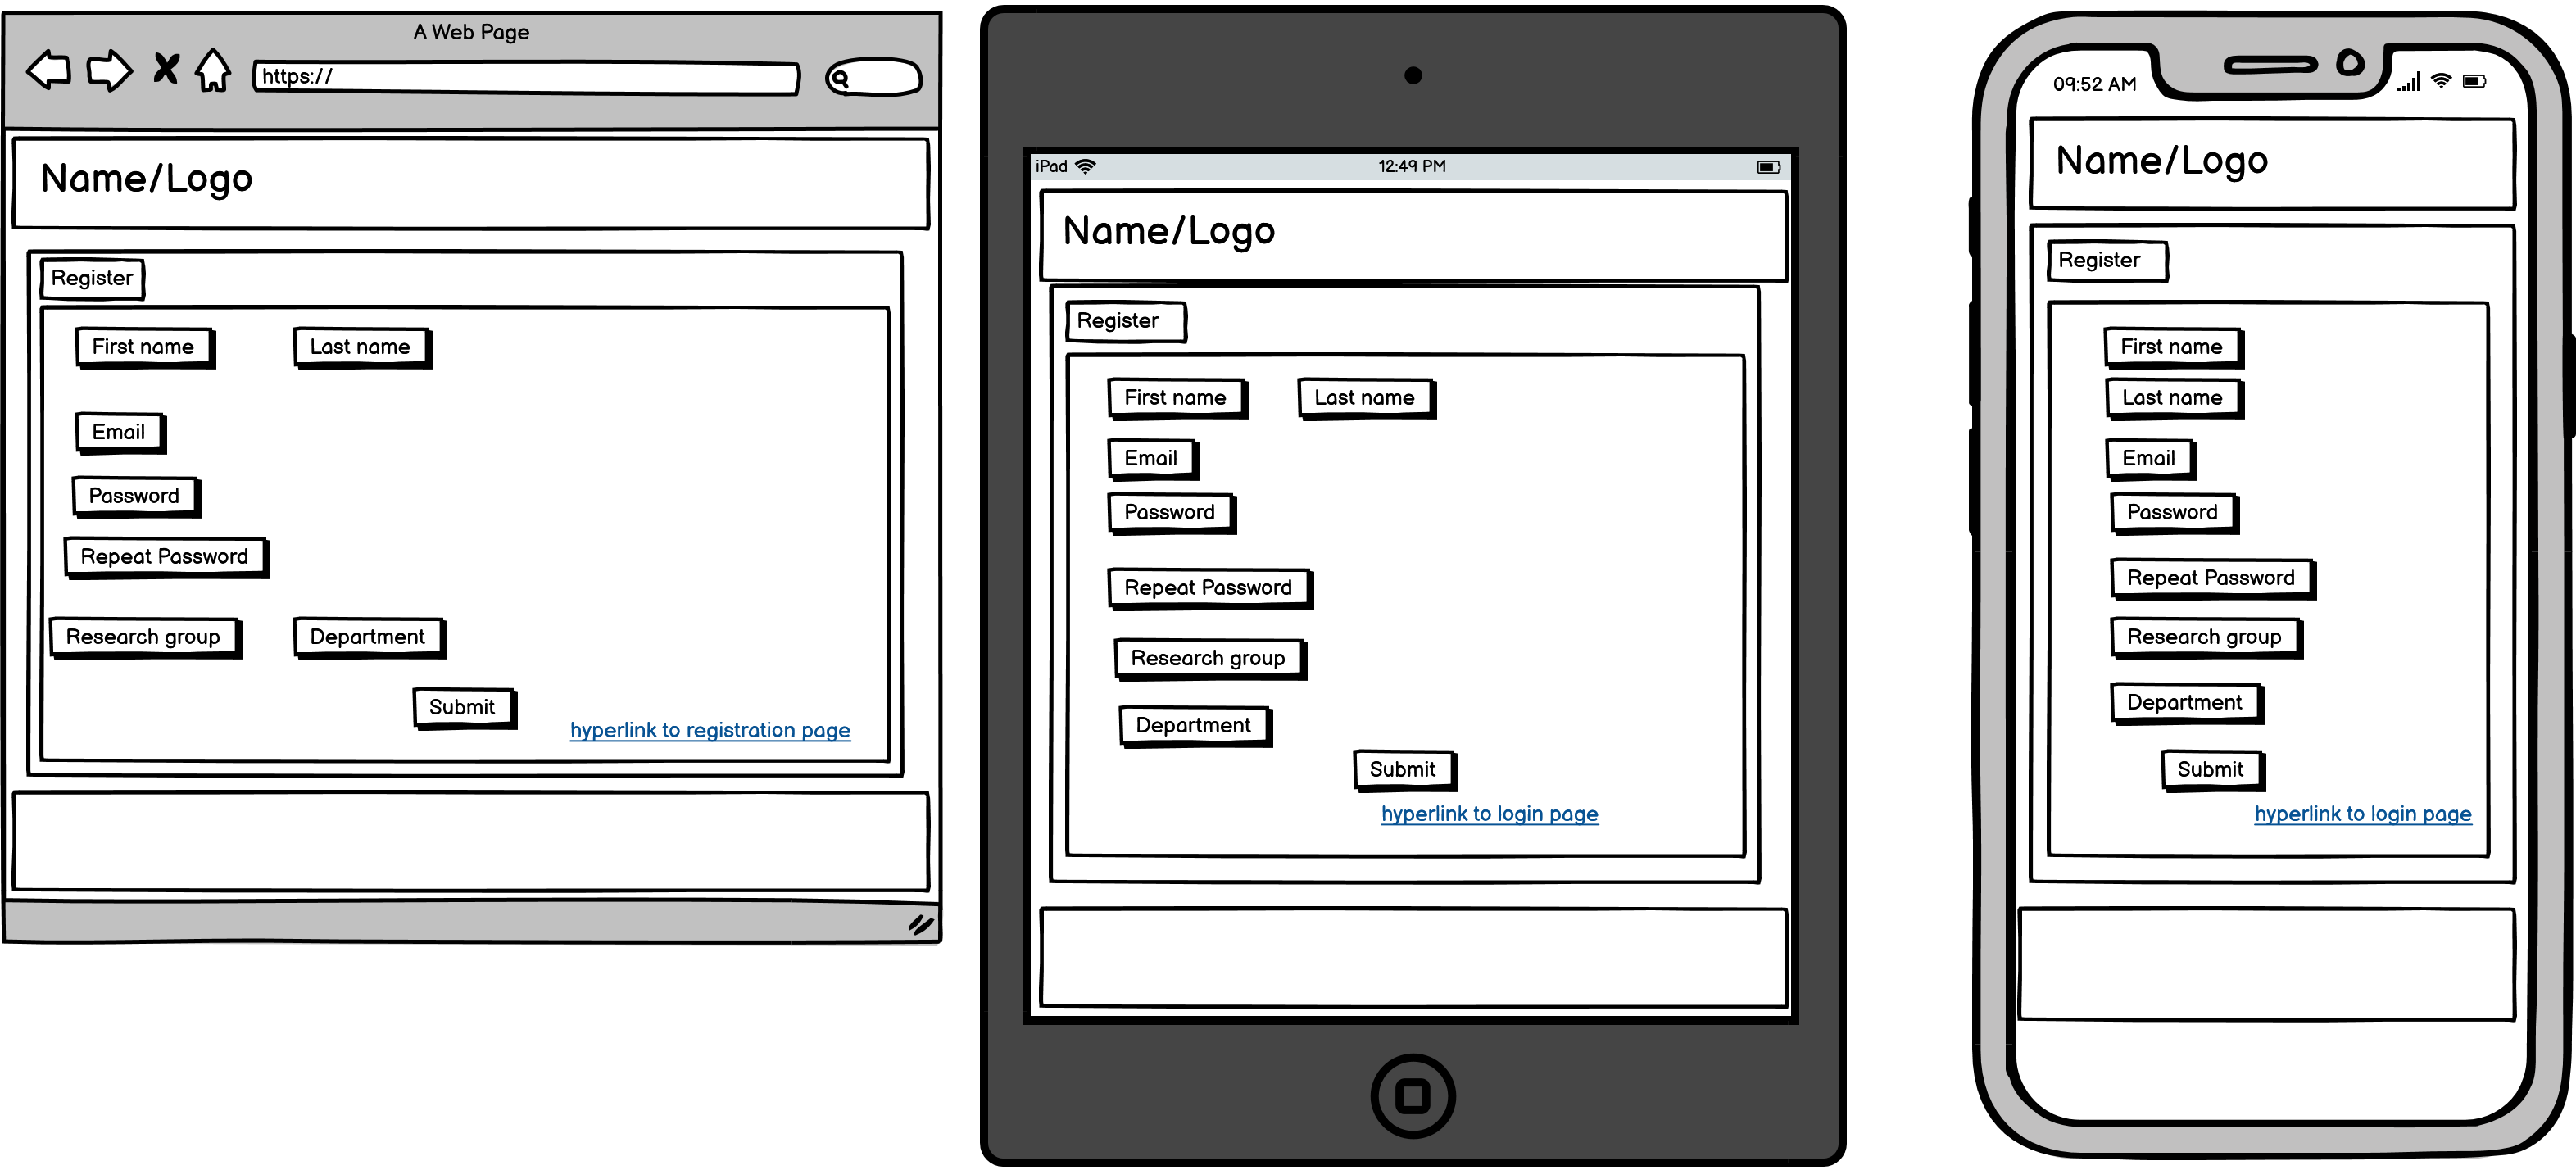 A Web Page
https://
Name/Logo
Register
First name
Last name
Email
Password
Repeat Password
Research group
Department
Submit
hyperlink to registration page
iPad
12:49 PM
Name/Logo
Register
First name
Last name
Email
Password
Repeat Password
Research group
Department
Submit
hyperlink to login page
09:52 AM
Name/Logo
Register
First name
Last name
Email
Password
Repeat Password
Research group
Department
Submit
hyperlink to login page